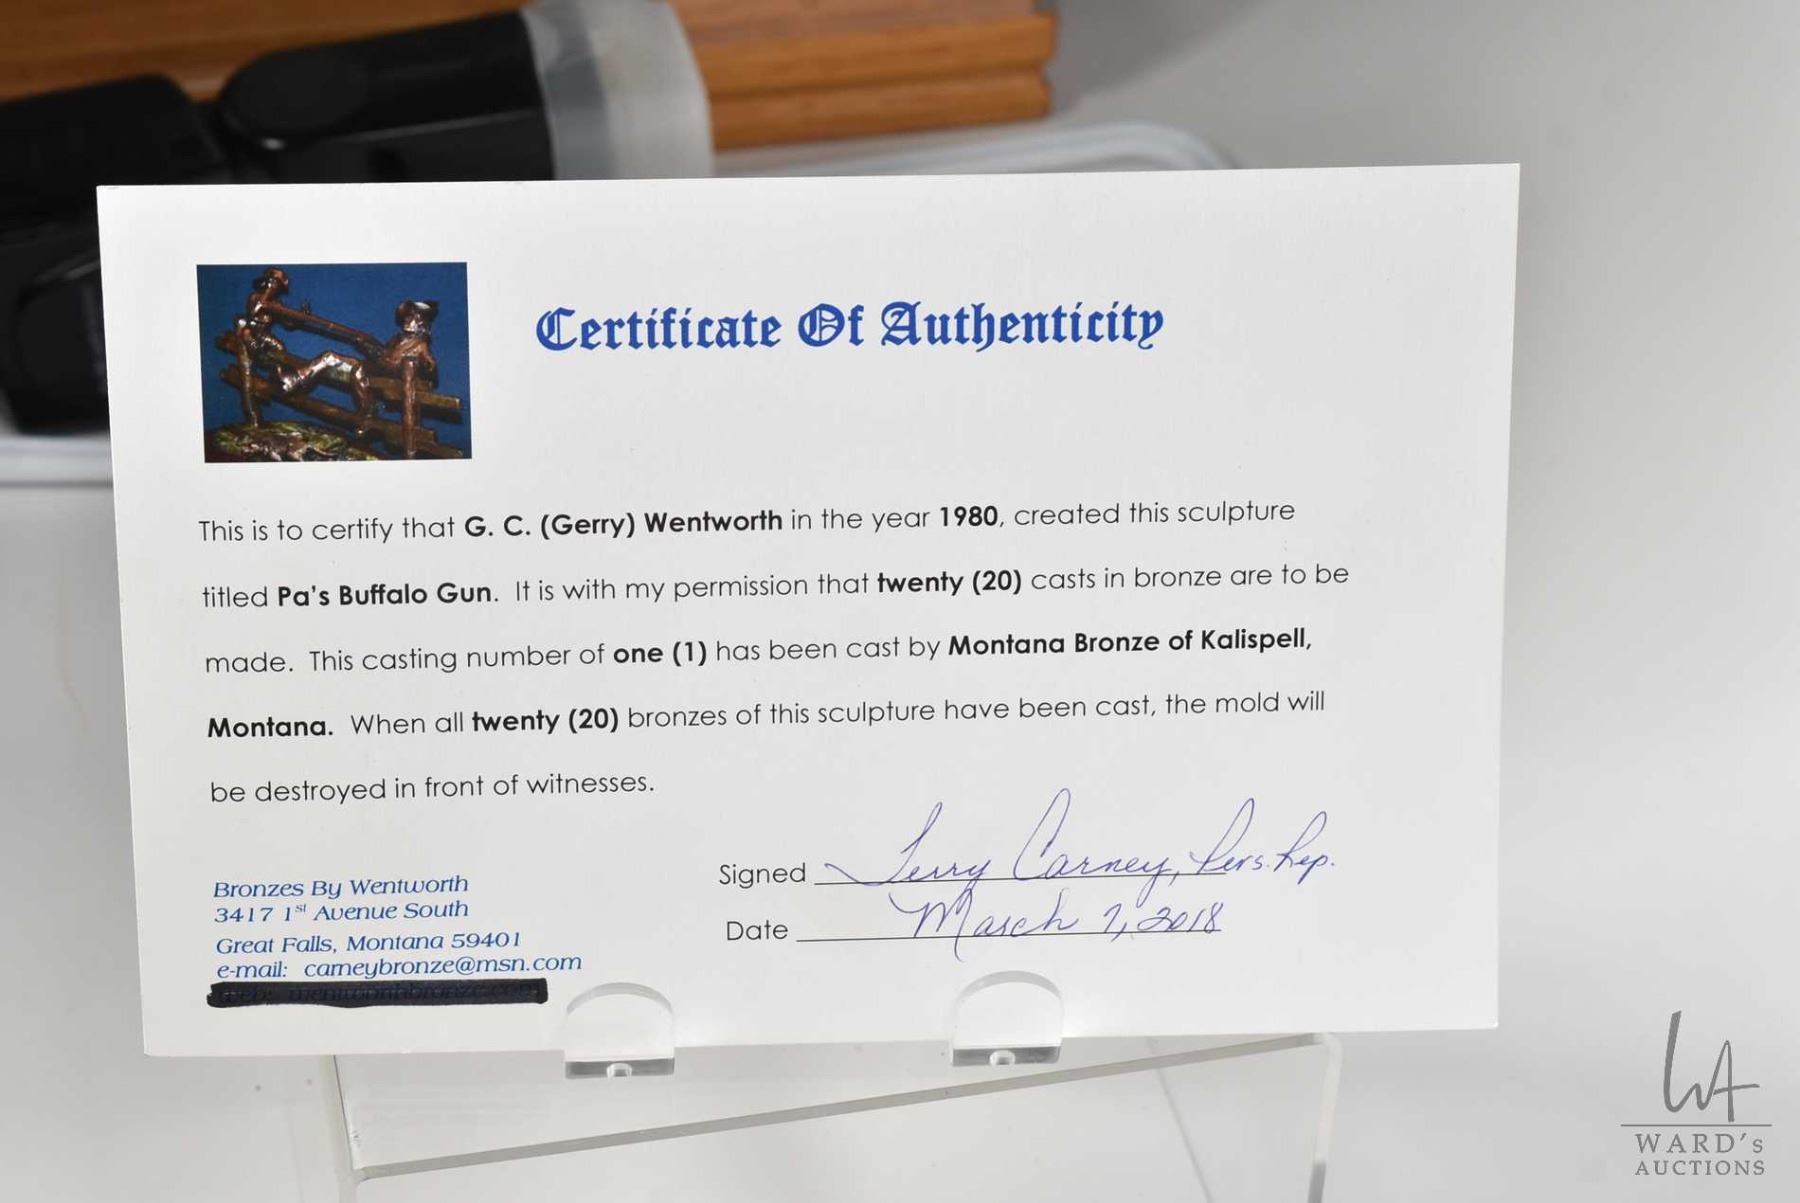 Certificate Of Authenticity
This is to certify that G. C. (Gerry) Wentworth in the year 1980, created this sculpture
titled Pa's Buffalo Gun. It is with my permission that twenty (20) casts in bronze are to be
made. This casting number of one (1) has been cast by Montana Bronze of Kalispell,
Montana. When all twenty (20) bronzes of this sculpture have been cast, the mold will
be destroyed in front of witnesses.
Signed Terry Carney, Pers. Rep.
Date March 7, 2018
Bronzes By Wentworth
3417 1st Avenue South
Great Falls, Montana 59401
e-mail: carneybronze@msn.com
WA
WARD's
AUCTIONS